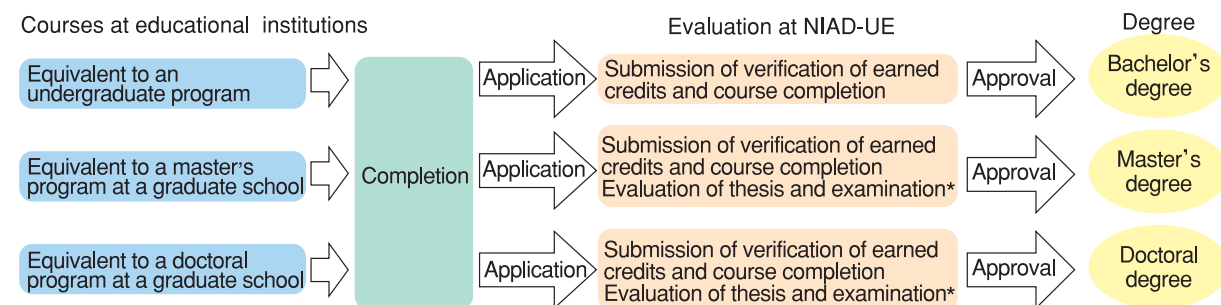 Courses at educational institutions
Evaluation at NIAD-UE
Degree
Equivalent to an
undergraduate program
Application
Submission of verification of earned
credits and course completion
Approval
Bachelor's
degree
Equivalent to a master's
program at a graduate school
Completion
Application
Submission of verification of earned
credits and course completion
Evaluation of thesis and examination*
Approval
Master's
degree
Equivalent to a doctoral
program at a graduate school
Application
Submission of verification of earned
credits and course completion
Evaluation of thesis and examination*
Approval
Doctoral
degree